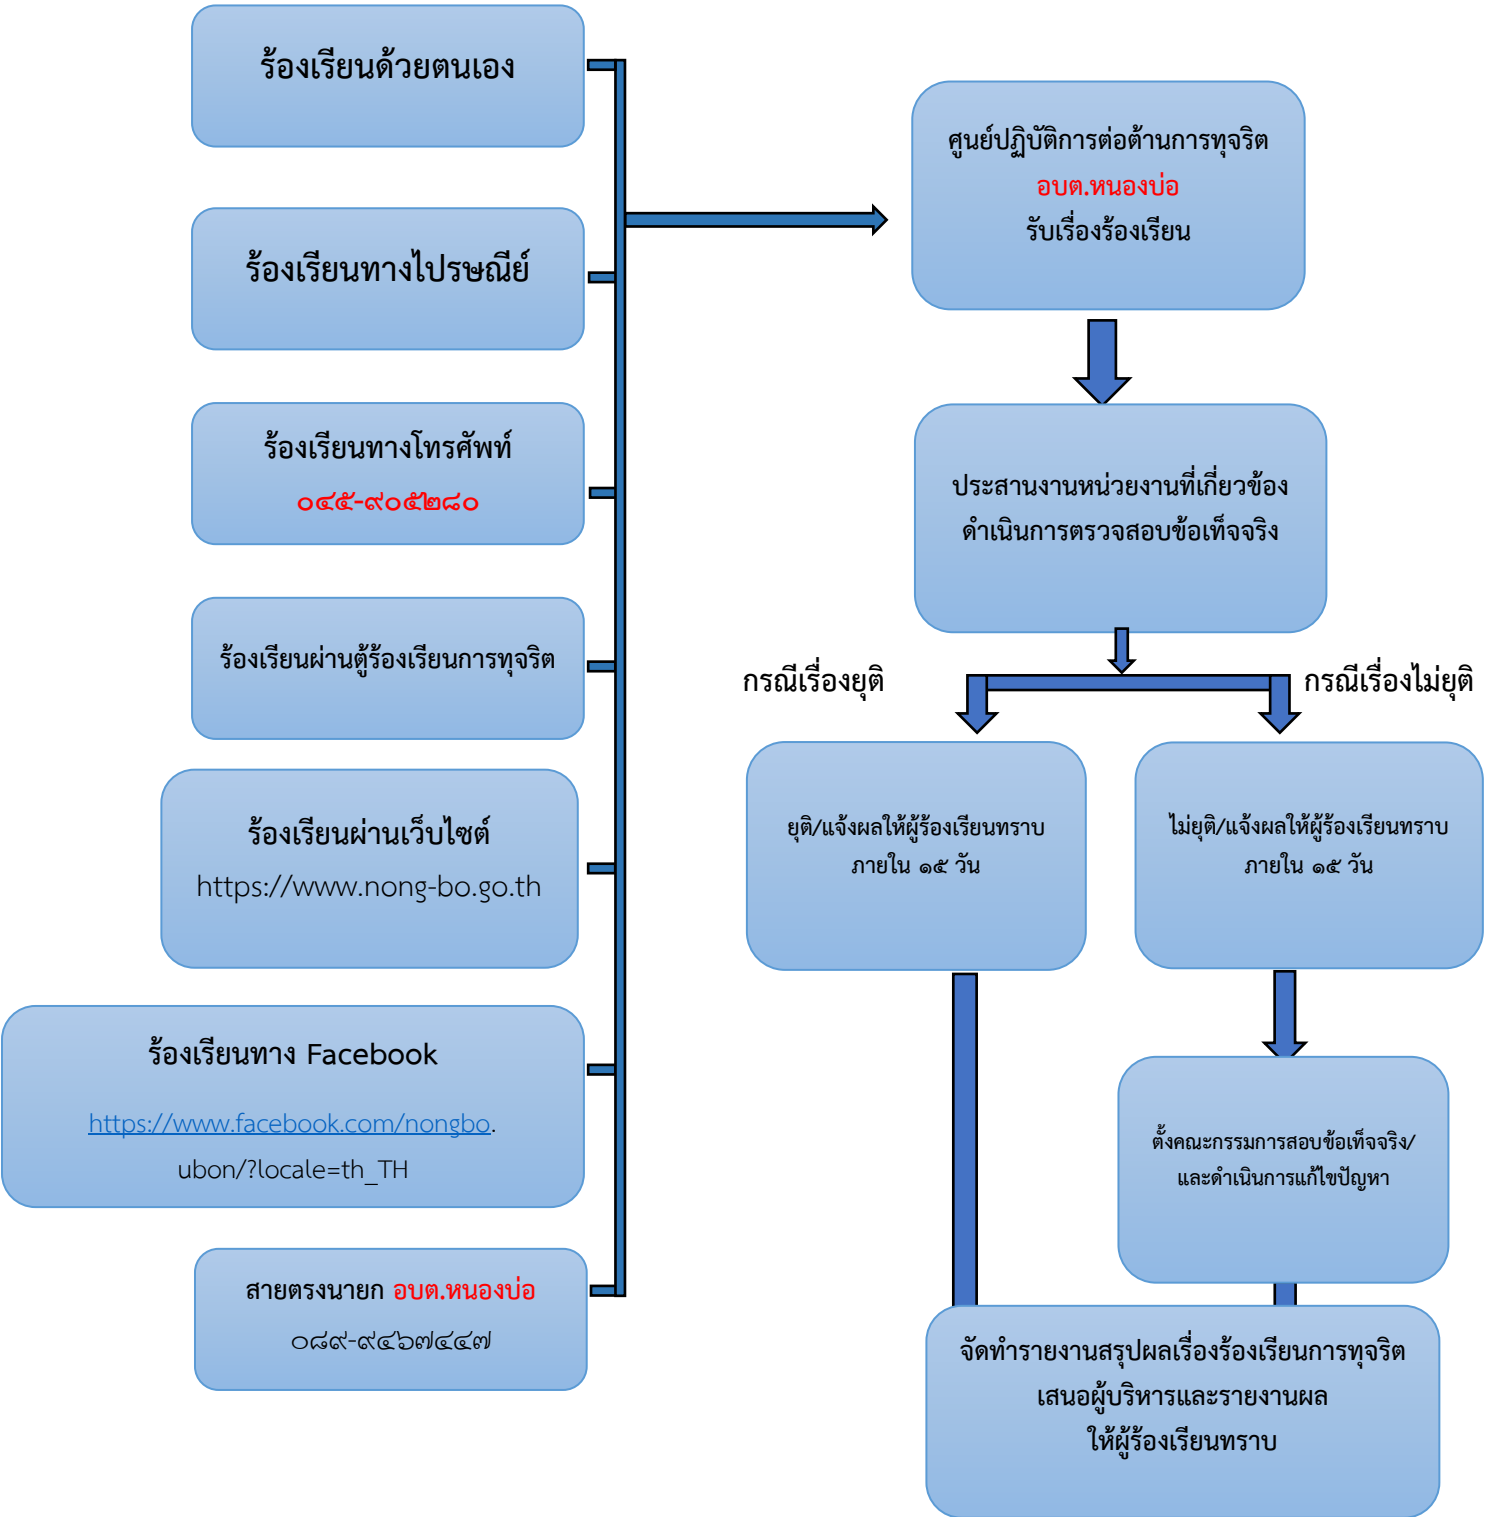 ร้องเรียนด้วยตนเอง
ร้องเรียนทางไปรษณีย์
ร้องเรียนทางโทรศัพท์
๐๔๕-๙๐๕๒๘๐
ร้องเรียนผ่านตู้ร้องเรียนการทุจริต
ร้องเรียนผ่านเว็บไซต์
https://www.nong-bo.go.th
ร้องเรียนทาง Facebook
https://www.facebook.com/nongbo.
ubon/?locale=th_TH
สายตรงนายก อบต.หนองบ่อ
๐๘๙-๙๔๖๗๔๔๗
ศูนย์ปฏิบัติการต่อต้านการทุจริต
อบต.หนองบ่อ
รับเรื่องร้องเรียน
ประสานงานหน่วยงานที่เกี่ยวข้อง
ดำเนินการตรวจสอบข้อเท็จจริง
กรณีเรื่องยุติ
กรณีเรื่องไม่ยุติ
ยุติ/แจ้งผลให้ผู้ร้องเรียนทราบ
ภายใน ๑๕ วัน
ไม่ยุติ/แจ้งผลให้ผู้ร้องเรียนทราบ
ภายใน ๑๕ วัน
ตั้งคณะกรรมการสอบข้อเท็จจริง/
และดำเนินการแก้ไขปัญหา
จัดทำรายงานสรุปผลเรื่องร้องเรียนการทุจริต
เสนอผู้บริหารและรายงานผล
ให้ผู้ร้องเรียนทราบ